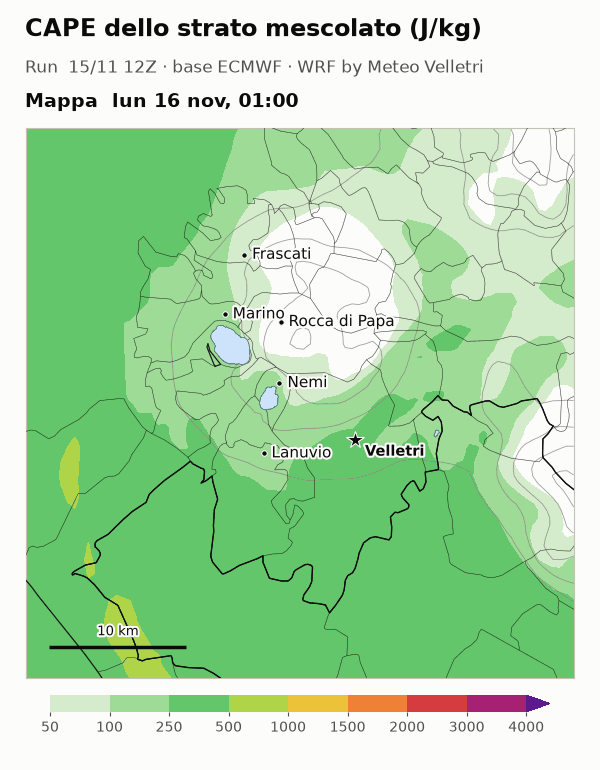 CAPE dello strato mescolato (J/kg)
Run  15/11 12Z · base ECMWF · WRF by Meteo Velletri
Mappa  lun 16 nov, 01:00
Frascati
Marino
Rocca di Papa
Nemi
Velletri
Lanuvio
10 km
50 100 250 500 1000 1500 2000 3000 4000